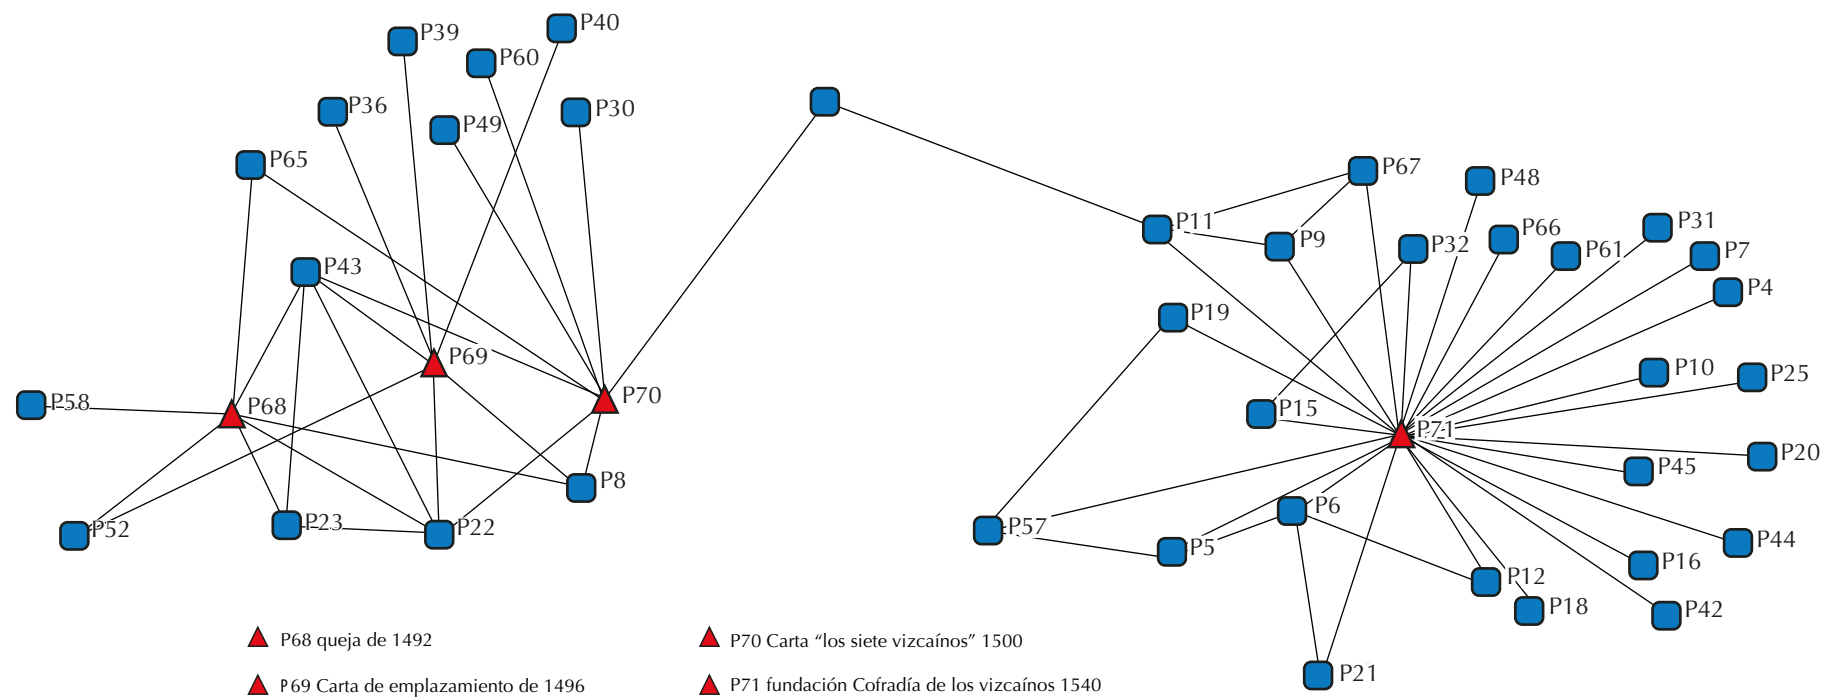 P39
P40
P60
P36
P49
P30
P65
P67
P48
P11
P9
P32
P66
P61
P31
P7
P43
P4
P19
P69
P10
P25
P58
P68
P70
P15
P71
P45
P20
P8
P52
P23
P22
P57
P5
P6
P44
P16
P12
P18
P42
P21
P68 queja de 1492
P70 Carta “los siete vizcaínos” 1500
P69 Carta de emplazamiento de 1496
P71 fundación Cofradía de los vizcaínos 1540